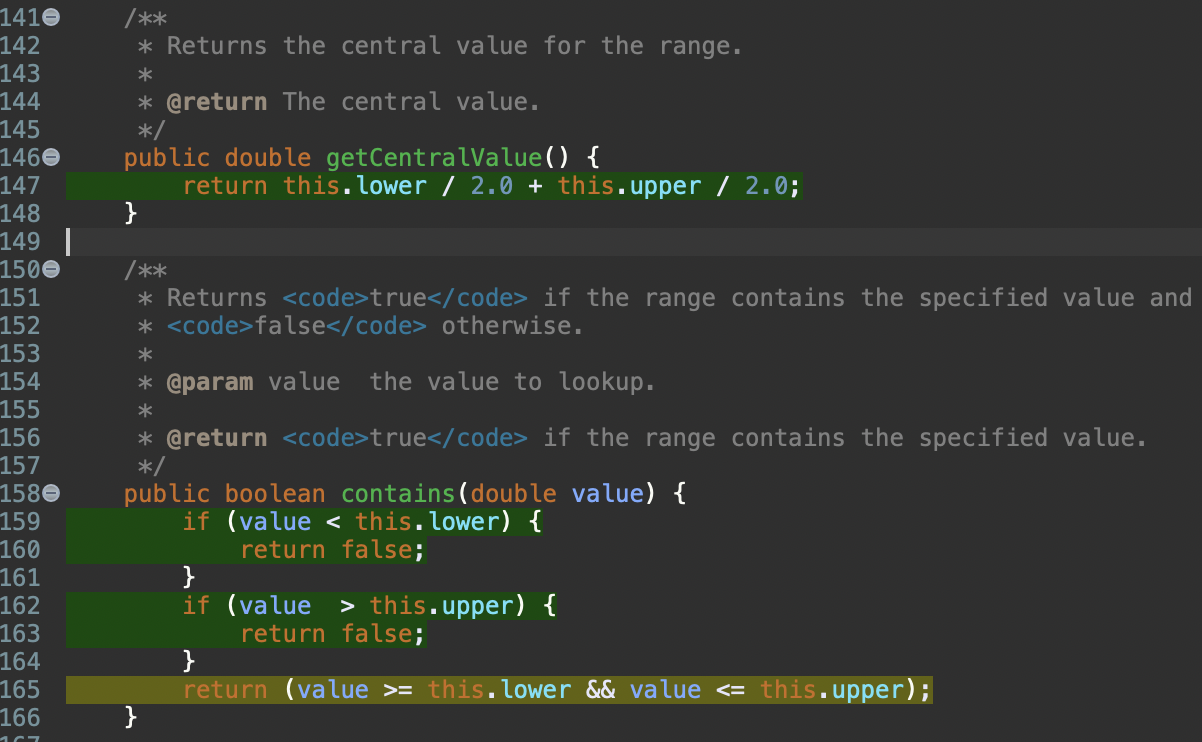 141 /**
142 * Returns the central value for the range.
143 *
144 * @return The central value.
145 */
146 public double getCentralValue() {
147 return this.lower / 2.0 + this.upper / 2.0;
148 }
149
150 /**
151 * Returns <code>true</code> if the range contains the specified value and
152 * <code>false</code> otherwise.
153 *
154 * @param value  the value to lookup.
155 *
156 * @return <code>true</code> if the range contains the specified value.
157 */
158 public boolean contains(double value) {
159 if (value < this.lower) {
160 return false;
161 }
162 if (value  > this.upper) {
163 return false;
164 }
165 return (value >= this.lower && value <= this.upper);
166 }
167